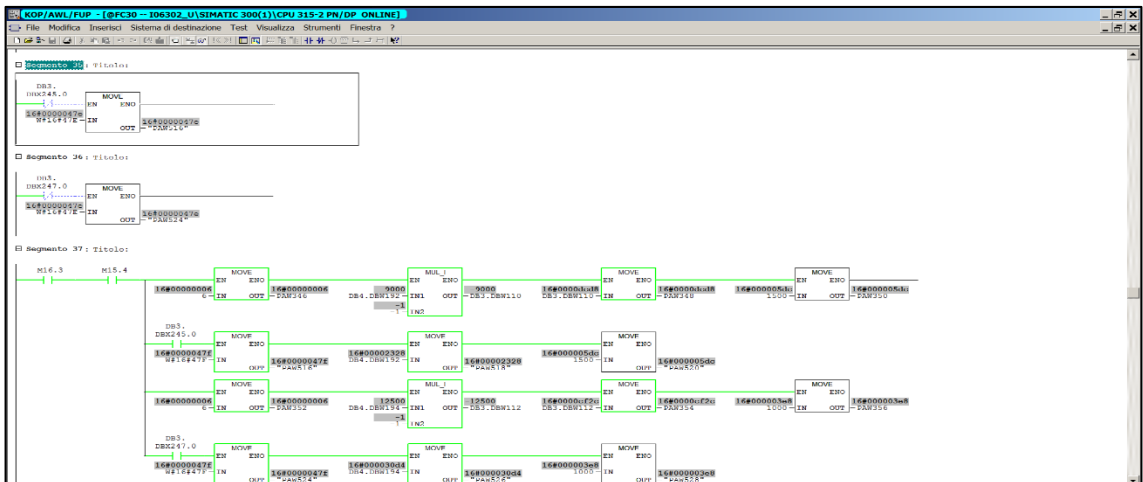 KOP/AWL/FUP - [@FC30 -- I06302_U\SIMATIC 300(1)\CPU 315-2 PN/DP ONLINE]
File Modifica Inserisci Sistema di destinazione Test Visualizza Strumenti Finestra ?
Segmento 35: Titolo:
DB3.
DBX245.0 MOVE
EN ENO
16#0000047e
W#16#47E IN 16#0000047e
OUT "PAW516"
Segmento 36: Titolo:
DB3.
DBX247.0 MOVE
EN ENO
16#0000047e
W#16#47E IN 16#0000047e
OUT "PAW524"
Segmento 37: Titolo:
M16.3 M15.4 MOVE MUL_I MOVE MOVE
EN ENO EN ENO EN ENO EN ENO
16#00000006 16#00000006 9000 16#0000dcd8 16#0000dcd8 16#000005dc 16#000005dc
6 IN OUT PAW346 DB4.DBW192 IN1 OUT DB3.DBW110 DB3.DBW110 IN OUT PAW348 1500 IN OUT PAW350
-1
-1 IN2
DB3.
DBX245.0 MOVE MOVE MOVE
EN ENO EN ENO EN ENO
16#0000047f 16#00002328 16#000005dc
W#16#47F IN 16#0000047f DB4.DBW192 IN 16#00002328 1500 IN 16#000005dc
OUT "PAW516" OUT "PAW518" OUT "PAW520"
MOVE MUL_I MOVE MOVE
EN ENO EN ENO EN ENO EN ENO
16#00000006 16#00000006 12500 -12500 16#0000cf2c 16#0000cf2c 16#000003e8 16#000003e8
6 IN OUT PAW352 DB4.DBW194 IN1 OUT DB3.DBW112 DB3.DBW112 IN OUT PAW354 1000 IN OUT PAW356
-1
IN2
DB3.
DBX247.0 MOVE MOVE MOVE
EN ENO EN ENO EN ENO
16#0000047f 16#000030d4 16#000003e8
W#16#47F IN 16#0000047f DB4.DBW194 IN 16#000030d4 1000 IN 16#000003e8
OUT "PAW524" OUT "PAW526" OUT "PAW528"